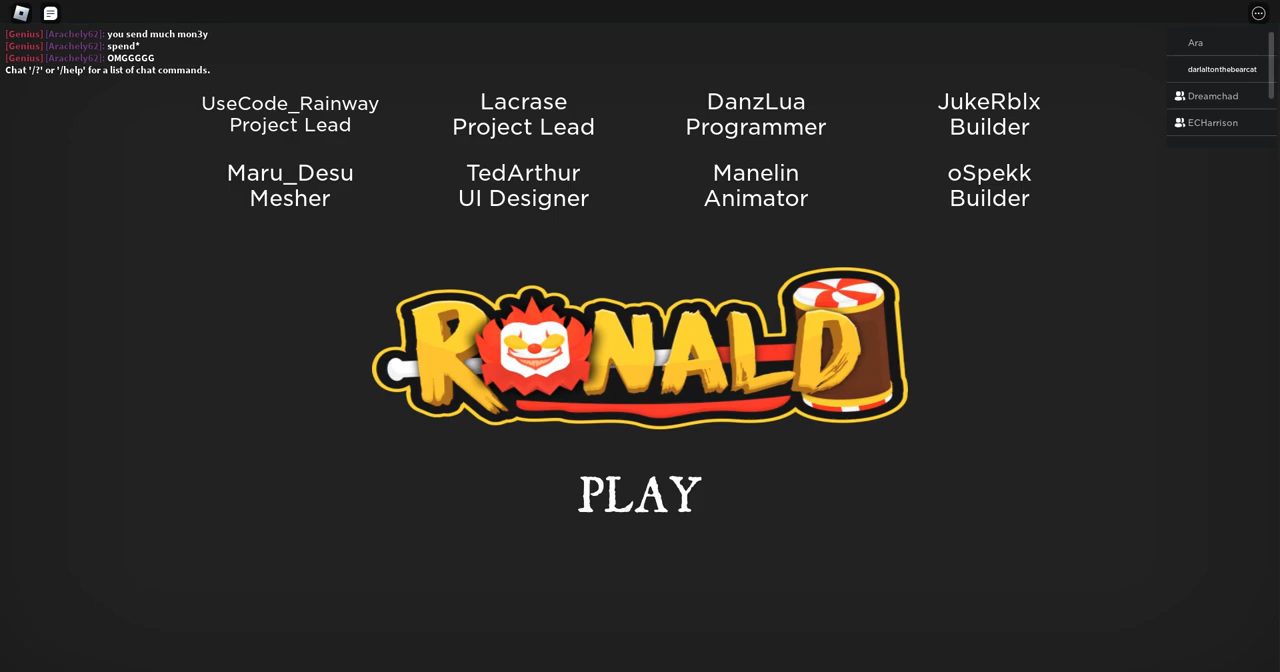 [Genius] [Arachely62]: you send much mon3y
[Genius] [Arachely62]: spend*
[Genius] [Arachely62]: OMGGGGG
Chat '/?' or '/help' for a list of chat commands.
Ara
darlaltonthebearcat
Dreamchad
ECHarrison
UseCode_Rainway
Project Lead
Lacrase
Project Lead
DanzLua
Programmer
JukeRblx
Builder
Maru_Desu
Mesher
TedArthur
UI Designer
Manelin
Animator
oSpekk
Builder
RONALD
PLAY